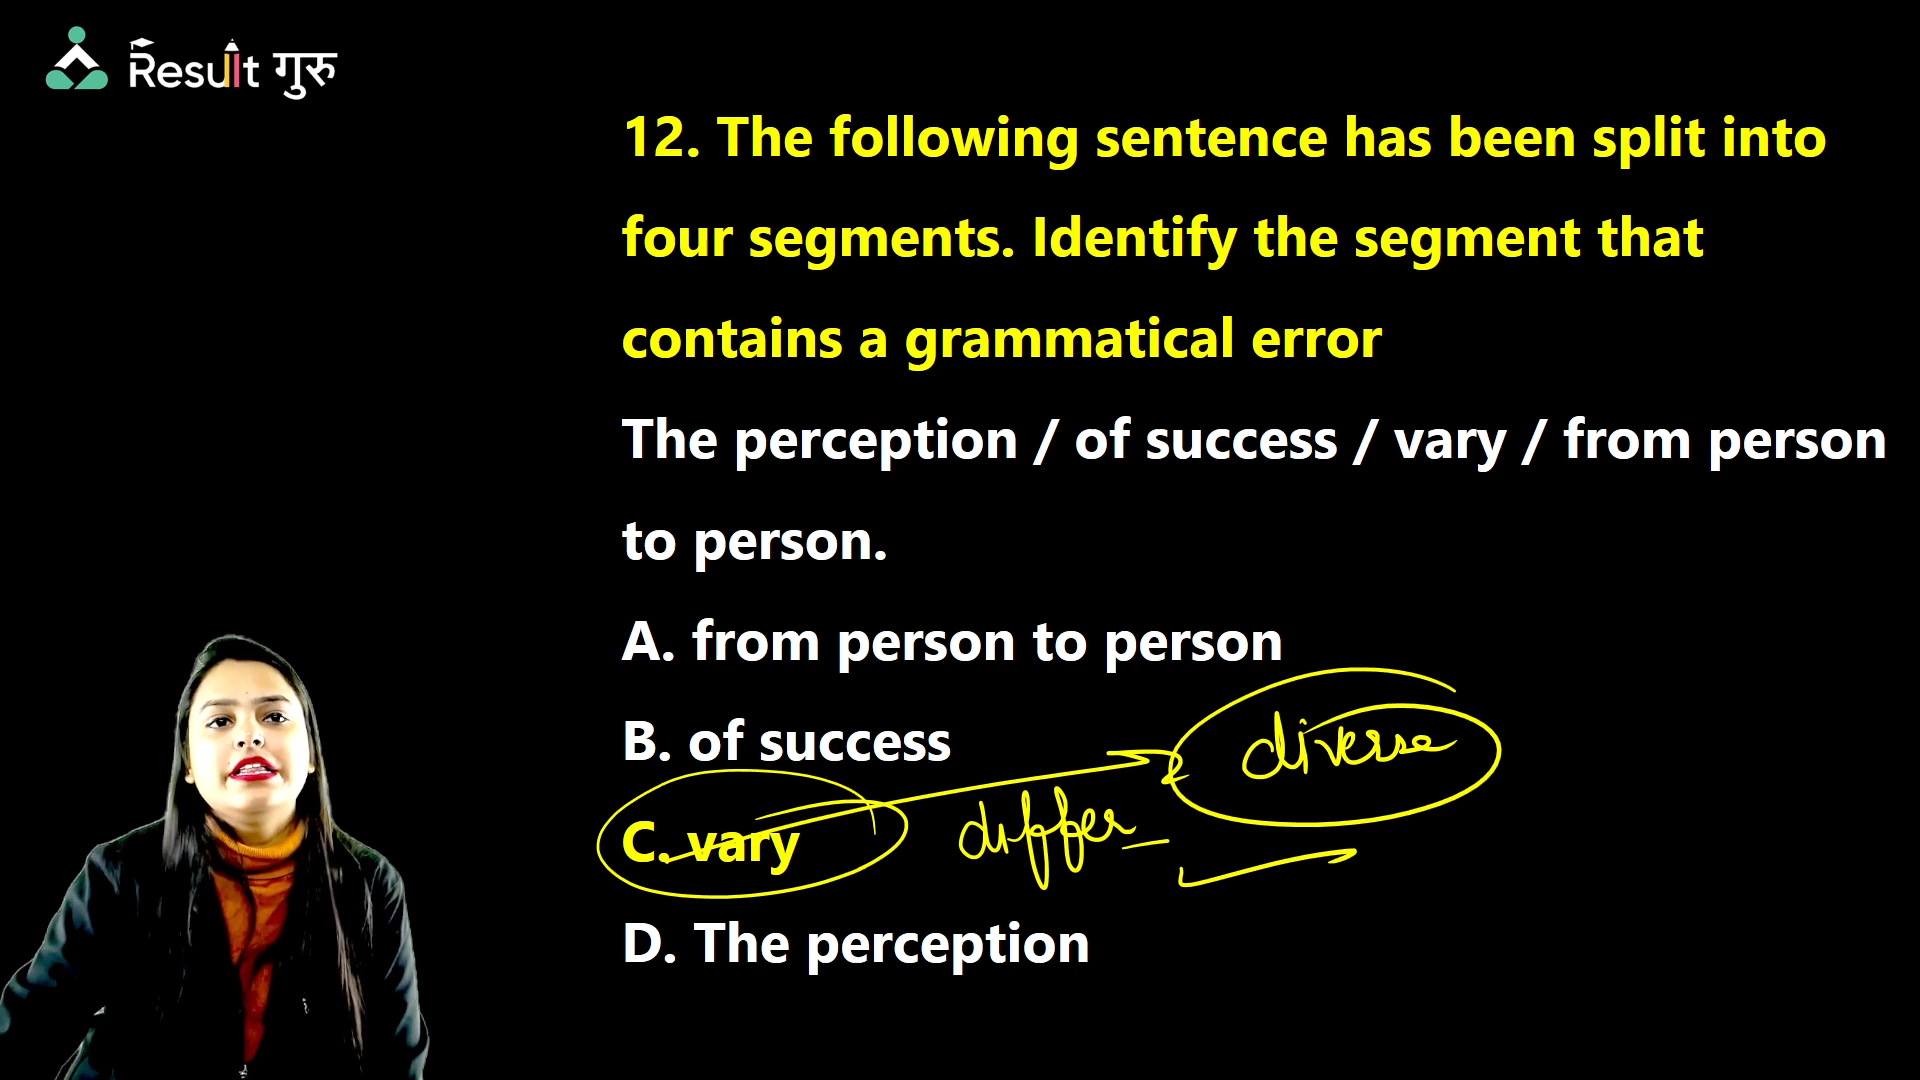 Result गुरु
12. The following sentence has been split into
four segments. Identify the segment that
contains a grammatical error
The perception / of success / vary / from person
to person.
A. from person to person
B. of success
diverse
C. vary
differ
D. The perception